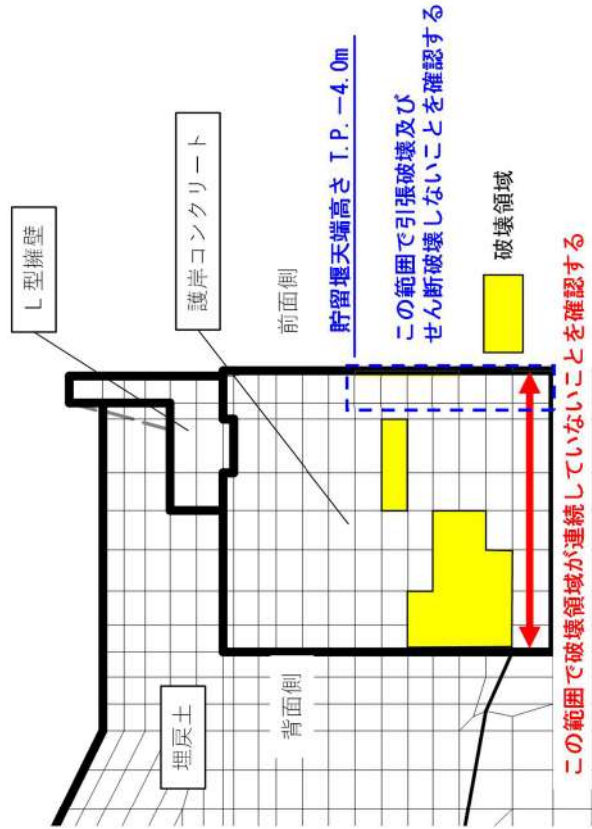 L型擁壁
護岸コンクリート
埋戻土
背面側
前面側
貯留堰天端高さ T.P.－4.0m
この範囲で引張破壊及び
せん断破壊しないことを確認する
破壊領域
この範囲で破壊領域が連続していないことを確認する